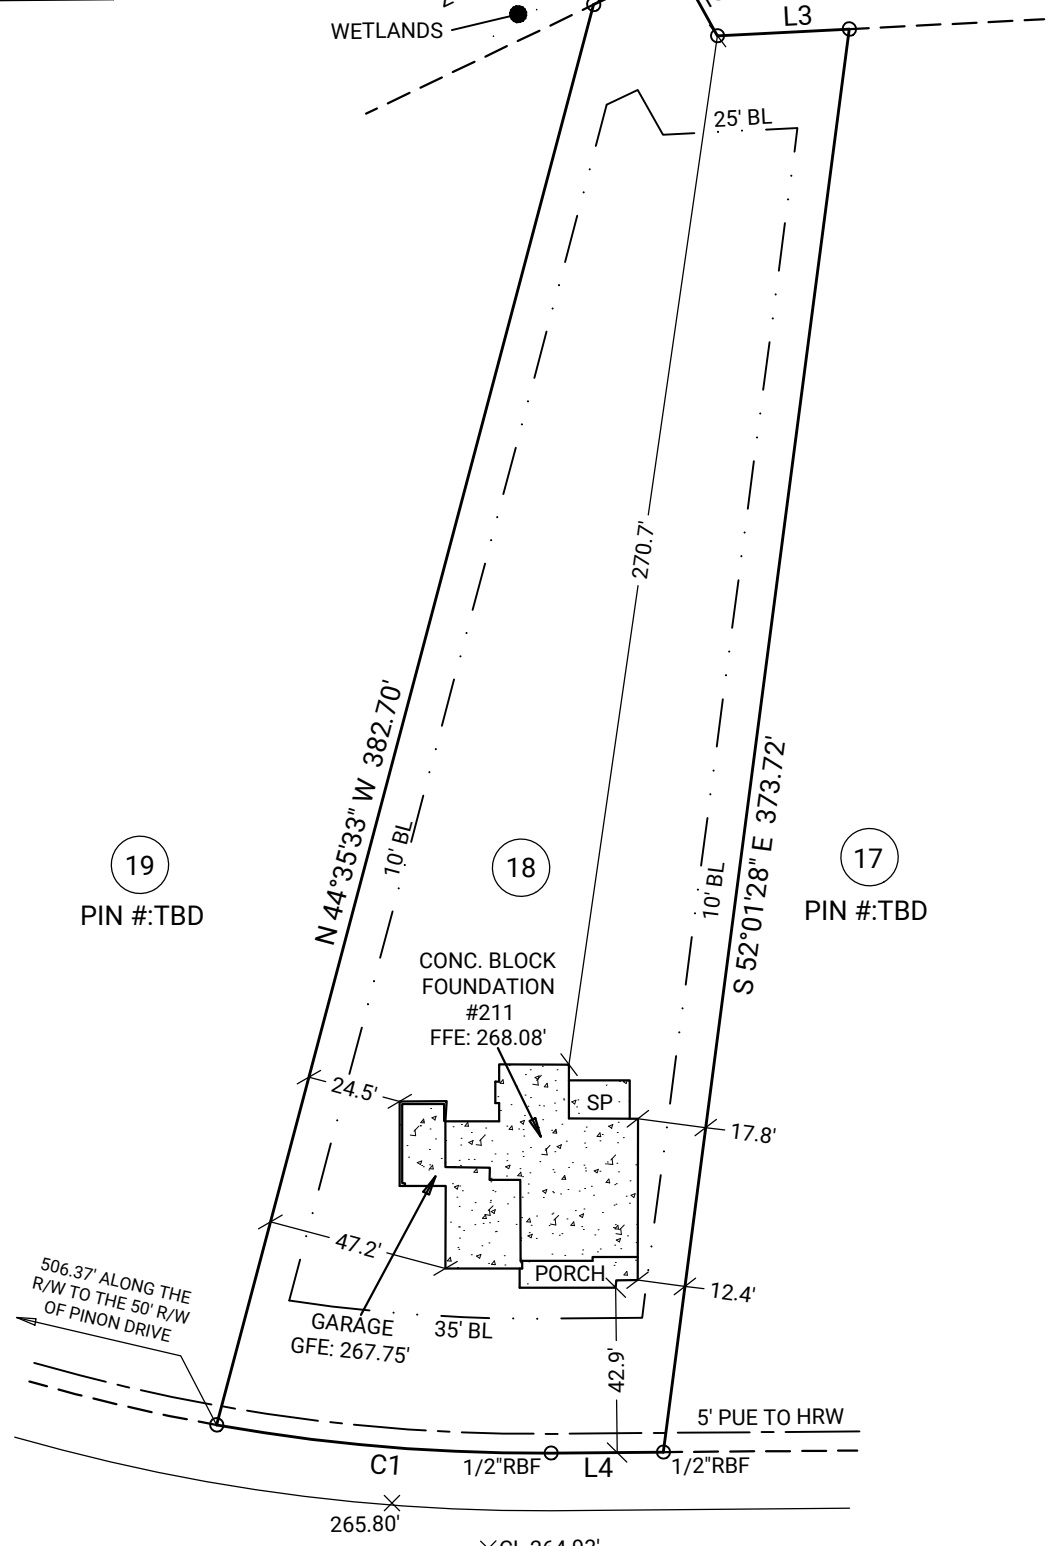 WETLANDS
L3
25' BL
270.7'
N 44°35'33" W 382.70'
S 52°01'28" E 373.72'
10' BL
10' BL
19
PIN #:TBD
18
17
PIN #:TBD
CONC. BLOCK
FOUNDATION
#211
FFE: 268.08'
24.5'
SP
17.8'
47.2'
PORCH
12.4'
506.37' ALONG THE
R/W TO THE 50' R/W
OF PINON DRIVE
GARAGE
GFE: 267.75'
35' BL
42.9'
5' PUE TO HRW
C1
1/2"RBF
L4
1/2"RBF
265.80'